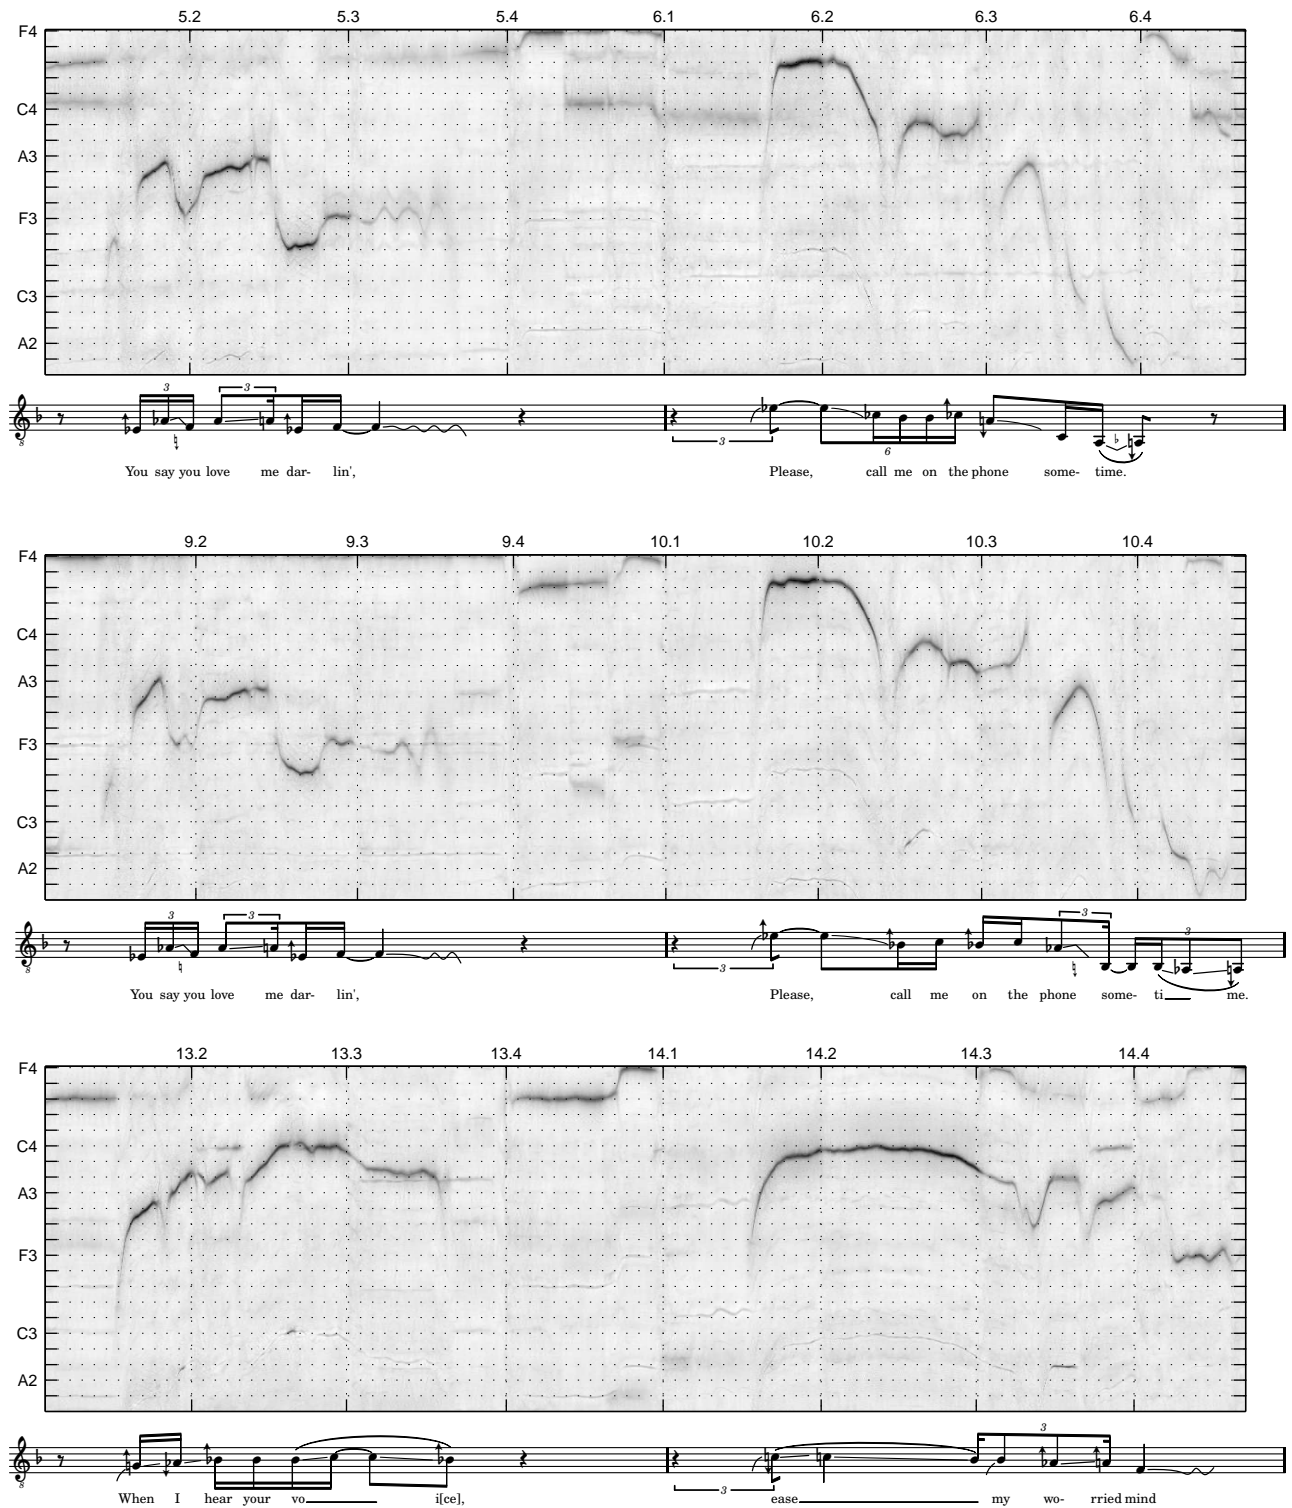 5.2 5.3 5.4 6.1 6.2 6.3 6.4
F4
C4
A3
F3
C3
A2
3 3 3 6
8
You say you love me dar- lin', Please, call me on the phone some- time.
9.2 9.3 9.4 10.1 10.2 10.3 10.4
F4
C4
A3
F3
C3
A2
3 3 3 3 3
8
You say you love me dar- lin', Please, call me on the phone some- ti me.
13.2 13.3 13.4 14.1 14.2 14.3 14.4
F4
C4
A3
F3
C3
A2
3 3
8
When I hear your vo i[ce], ease my wo- rried mind